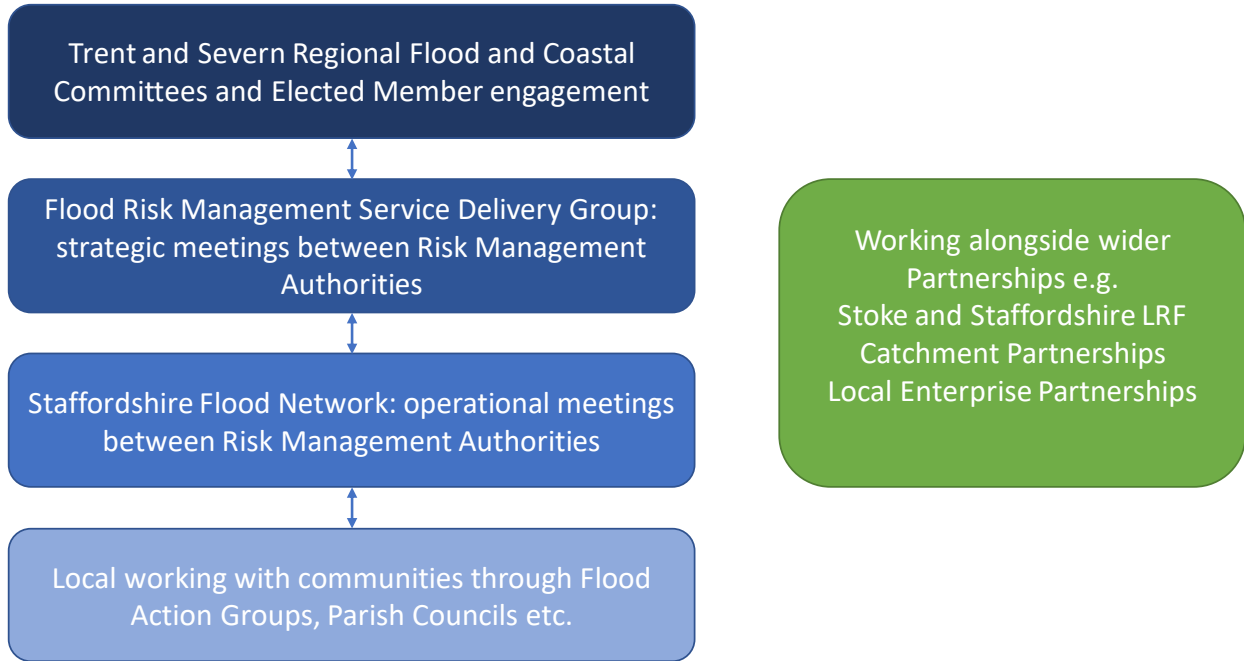 Trent and Severn Regional Flood and Coastal
Committees and Elected Member engagement
Flood Risk Management Service Delivery Group:
strategic meetings between Risk Management
Authorities
Staffordshire Flood Network: operational meetings
between Risk Management Authorities
Local working with communities through Flood
Action Groups, Parish Councils etc.
Working alongside wider
Partnerships e.g.
Stoke and Staffordshire LRF
Catchment Partnerships
Local Enterprise Partnerships